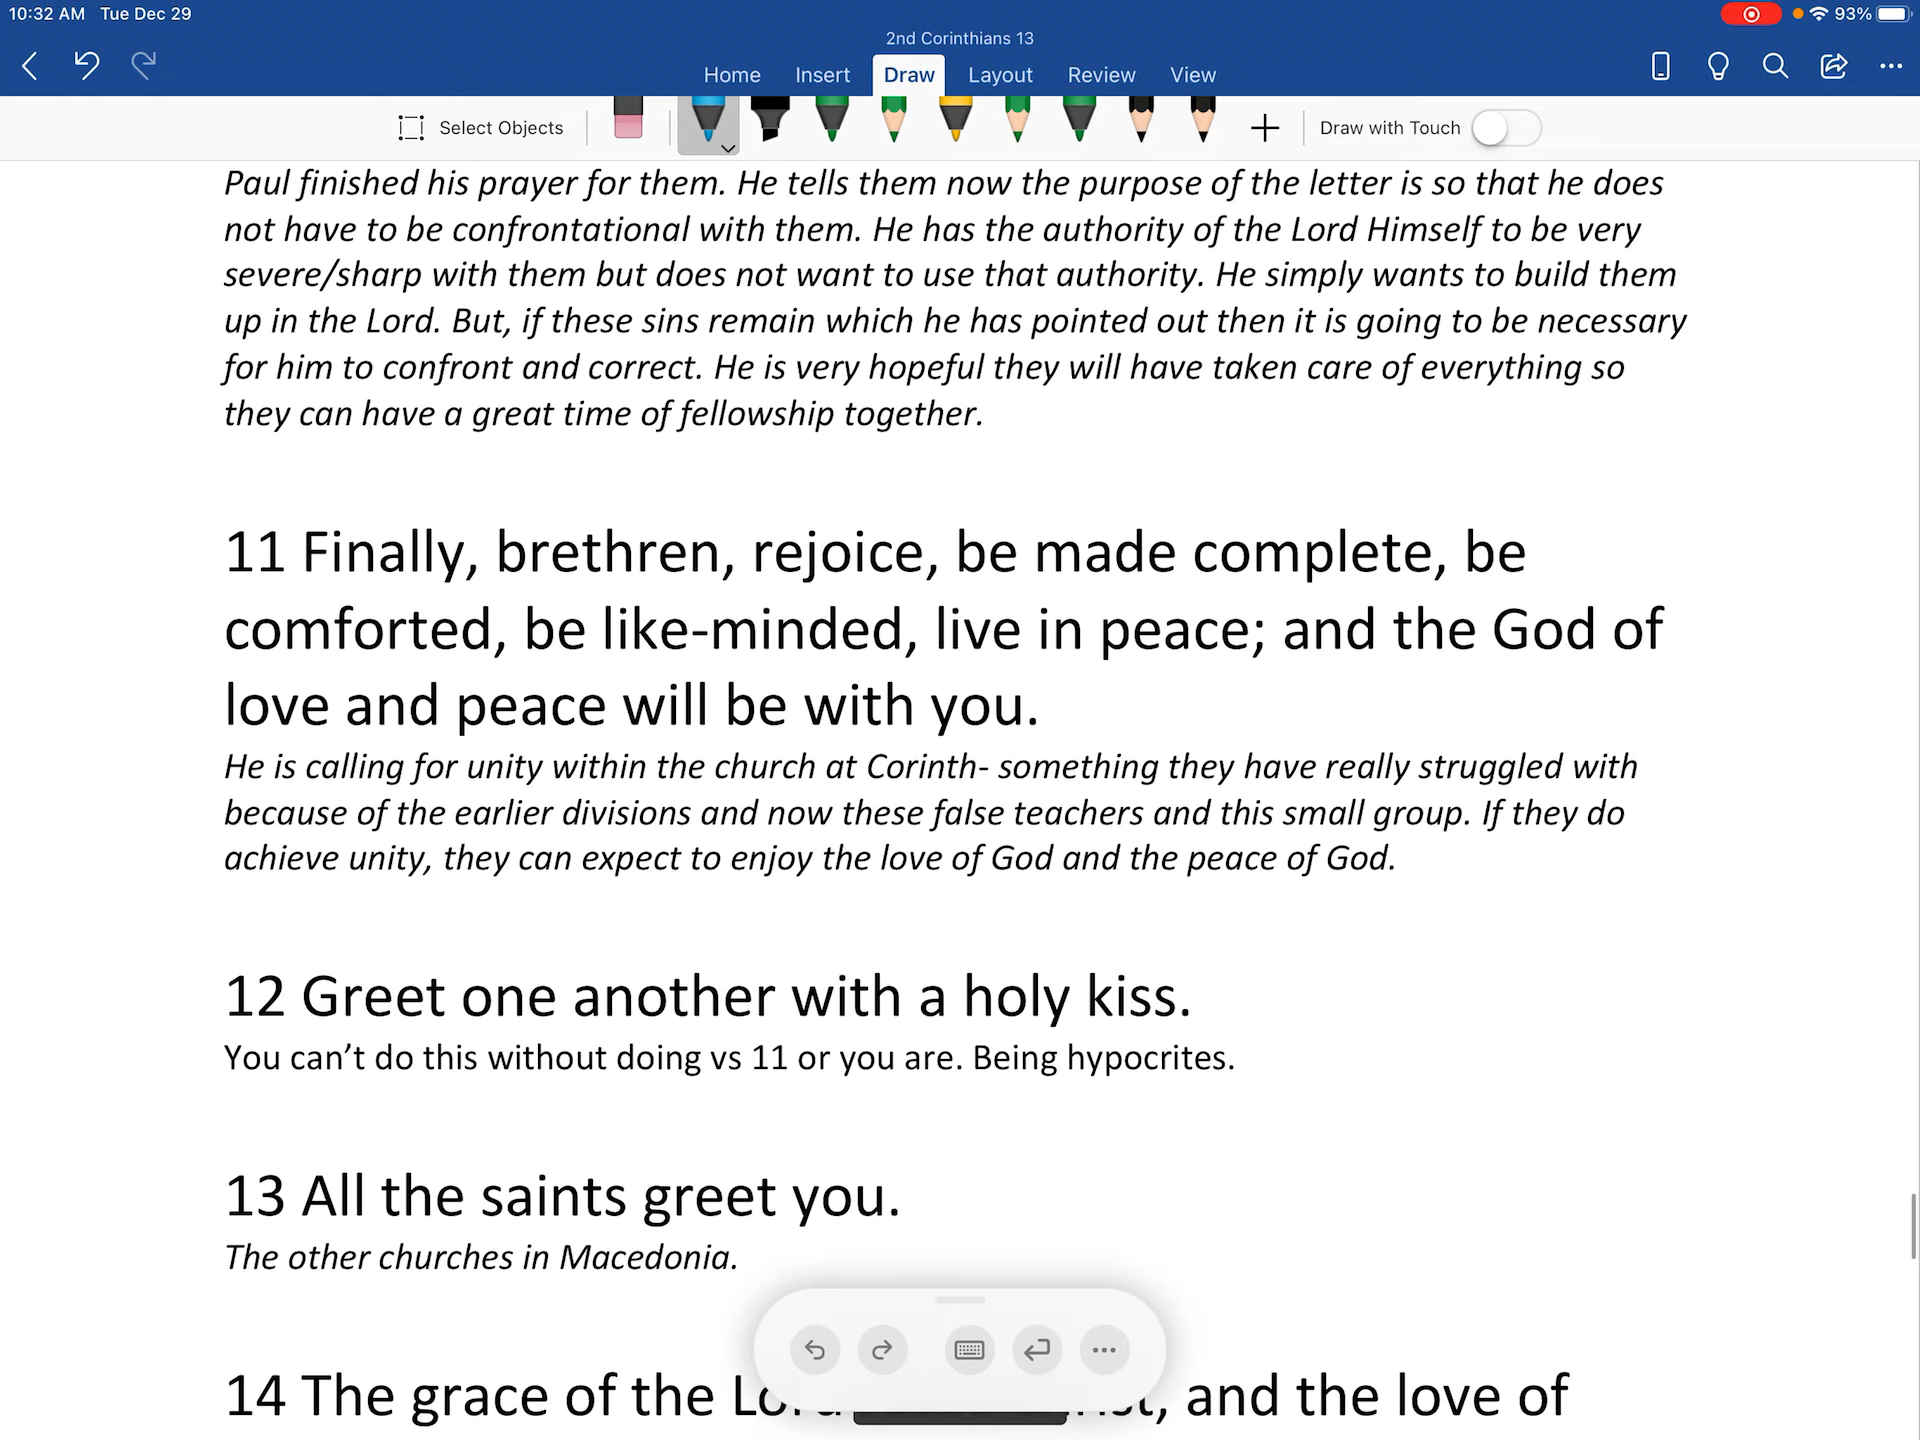 10:32 AM Tue Dec 29
93%
2nd Corinthians 13
Home Insert Draw Layout Review View
Select Objects
Draw with Touch
Paul finished his prayer for them. He tells them now the purpose of the letter is so that he does
not have to be confrontational with them. He has the authority of the Lord Himself to be very
severe/sharp with them but does not want to use that authority. He simply wants to build them
up in the Lord. But, if these sins remain which he has pointed out then it is going to be necessary
for him to confront and correct. He is very hopeful they will have taken care of everything so
they can have a great time of fellowship together.
11 Finally, brethren, rejoice, be made complete, be
comforted, be like-minded, live in peace; and the God of
love and peace will be with you.
He is calling for unity within the church at Corinth- something they have really struggled with
because of the earlier divisions and now these false teachers and this small group. If they do
achieve unity, they can expect to enjoy the love of God and the peace of God.
12 Greet one another with a holy kiss.
You can’t do this without doing vs 11 or you are. Being hypocrites.
13 All the saints greet you.
The other churches in Macedonia.
14 The grace of the and the love of